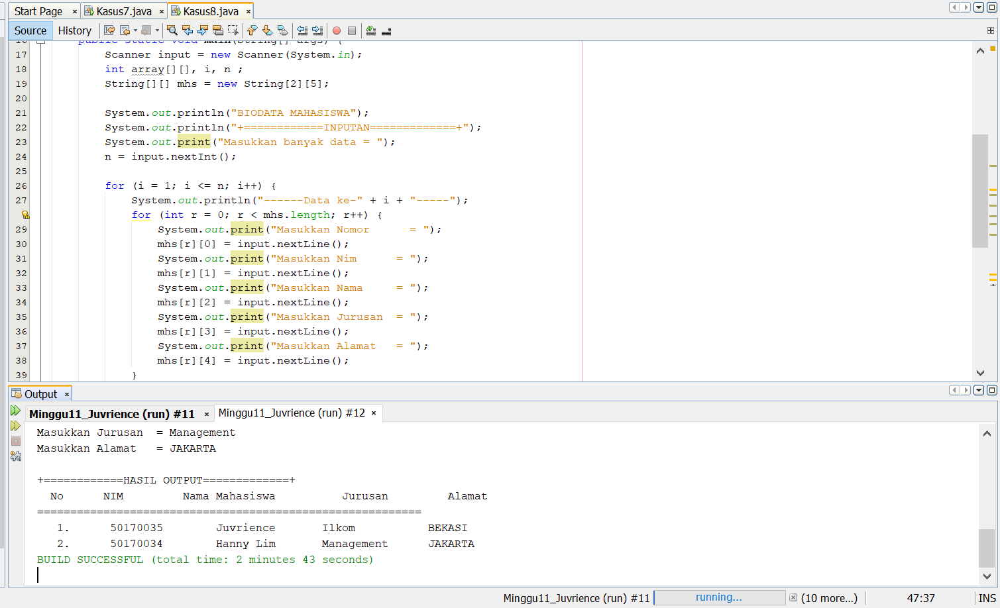 Start Page × Kasus7.java × Kasus8.java ×
Source History
16 public static void main(String[] args) {
17 Scanner input = new Scanner(System.in);
18 int array[][], i, n ;
19 String[][] mhs = new String[2][5];
20
21 System.out.println("BIODATA MAHASISWA");
22 System.out.println("+============INPUTAN=============+");
23 System.out.print("Masukkan banyak data = ");
24 n = input.nextInt();
25
26 for (i = 1; i <= n; i++) {
27 System.out.println("------Data ke-" + i + "-----");
for (int r = 0; r < mhs.length; r++) {
29 System.out.print("Masukkan Nomor      = ");
30 mhs[r][0] = input.nextLine();
31 System.out.print("Masukkan Nim      = ");
32 mhs[r][1] = input.nextLine();
33 System.out.print("Masukkan Nama     = ");
34 mhs[r][2] = input.nextLine();
35 System.out.print("Masukkan Jurusan  = ");
36 mhs[r][3] = input.nextLine();
37 System.out.print("Masukkan Alamat   = ");
38 mhs[r][4] = input.nextLine();
39 }
Output ×
Minggu11_Juvrience (run) #11 × Minggu11_Juvrience (run) #12 ×
Masukkan Jurusan  = Management
Masukkan Alamat   = JAKARTA
+============HASIL OUTPUT=============+
No NIM Nama Mahasiswa Jurusan Alamat
==========================================================
1. 50170035 Juvrience Ilkom BEKASI
2. 50170034 Hanny Lim Management JAKARTA
BUILD SUCCESSFUL (total time: 2 minutes 43 seconds)
Minggu11_Juvrience (run) #11 running... (10 more...) 47:37 INS